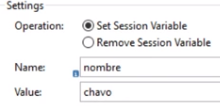 Settings
Operation: Set Session Variable
Remove Session Variable
Name: nombre
Value: chavo